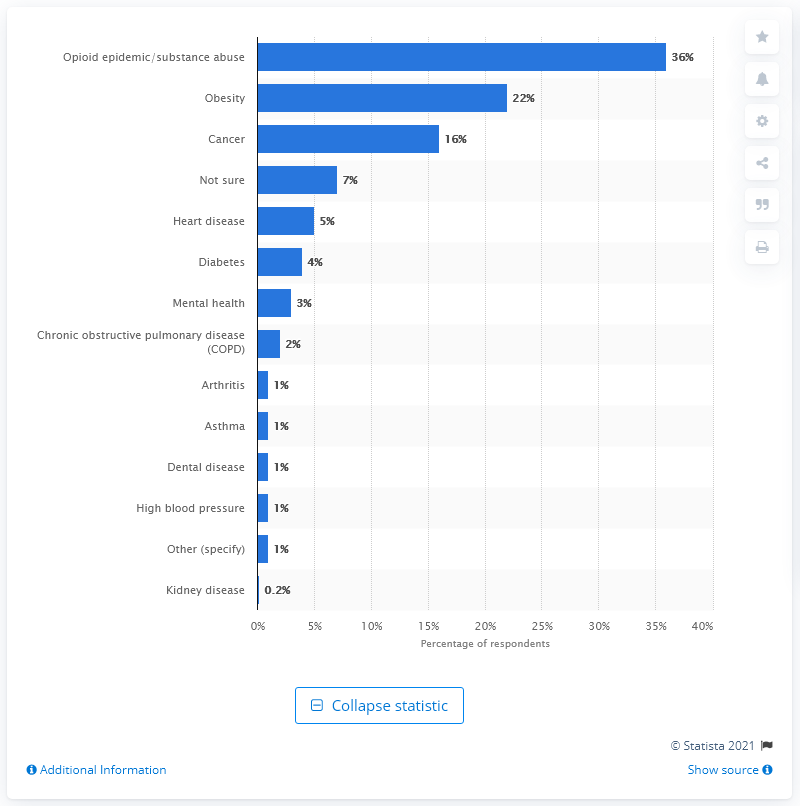 Opioid epidemic/substance abuse 36%
Obesity 22%
Cancer 16%
Not sure 7%
Heart disease 5%
Diabetes 4%
Mental health 3%
Chronic obstructive pulmonary disease
(COPD) 2%
Arthritis 1%
Asthma 1%
Dental disease 1%
High blood pressure 1%
Other (specify) 1%
Kidney disease 0.2%
0% 5% 10% 15% 20% 25% 30% 35% 40%
Percentage of respondents
Collapse statistic
© Statista 2021
Additional Information Show source